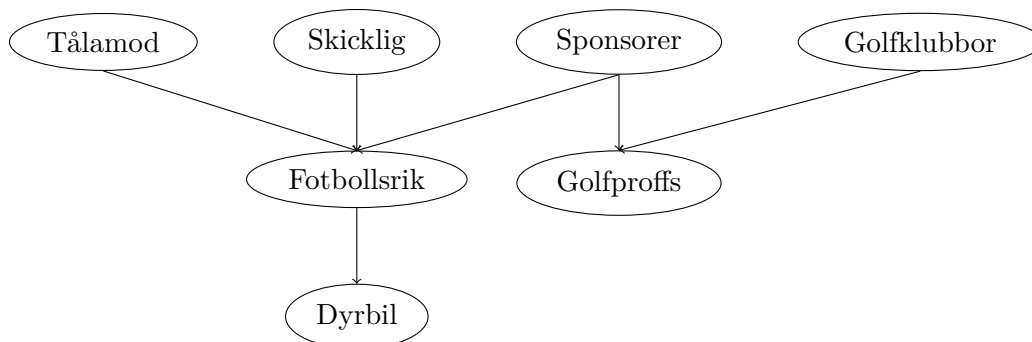 Tålamod
Skicklig
Sponsorer
Golfklubbor
Fotbollsrik
Golfproffs
Dyrbil